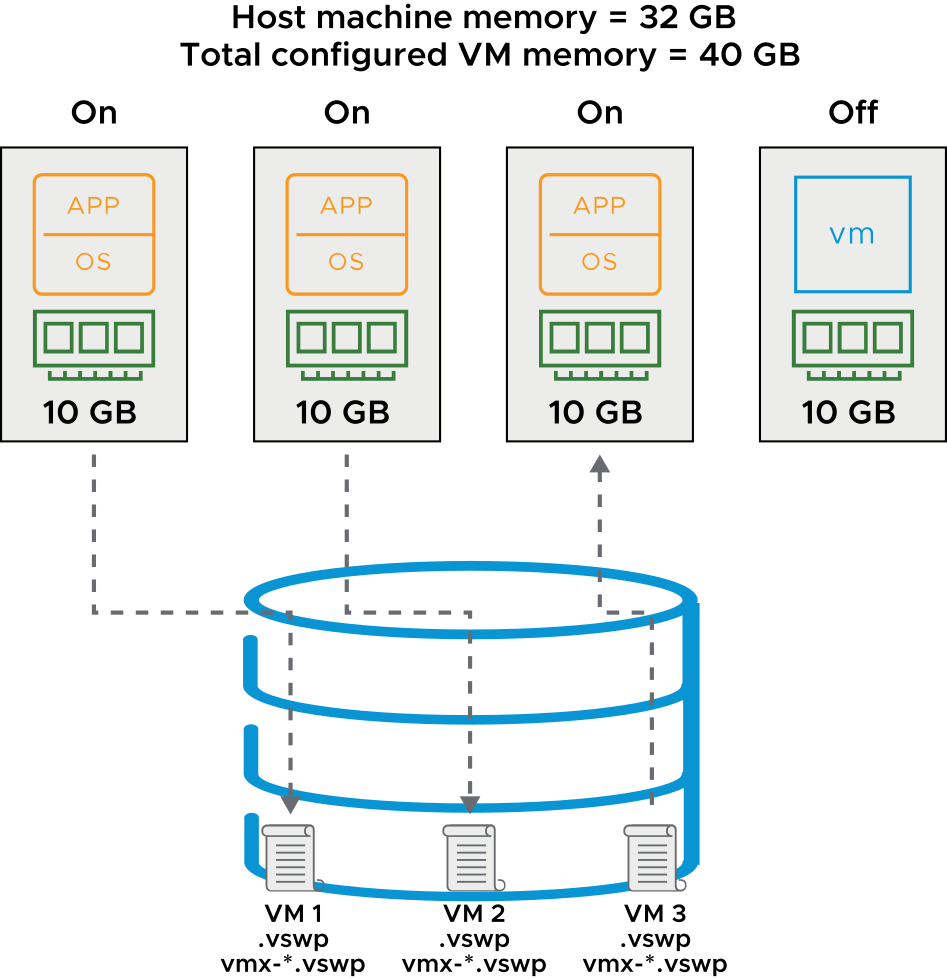 Host machine memory = 32 GB
Total configured VM memory = 40 GB
On
On
On
Off
APP
OS
APP
OS
APP
OS
vm
10 GB
10 GB
10 GB
10 GB
VM 1
.vswp
vmx-*.vswp
VM 2
.vswp
vmx-*.vswp
VM 3
.vswp
vmx-*.vswp